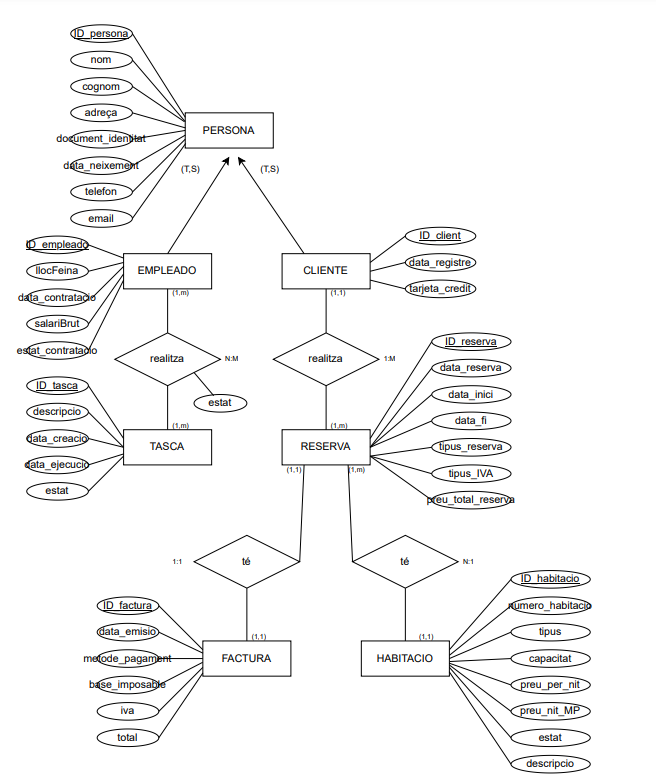 ID_persona
nom
cognom
adreça
document_identitat
data_neixement
telefon
email
PERSONA
(T,S)
(T,S)
ID_empleado
llocFeina
data_contratacio
salariBrut
estat_contratacio
EMPLEADO
(1,m)
CLIENTE
(1,1)
ID_client
data_registre
tarjeta_credit
realitza
N:M
estat
realitza
1:M
ID_tasca
descripcio
data_creacio
data_ejecucio
estat
(1,m)
TASCA
(1,m)
RESERVA
(1,1)
(1,m)
ID_reserva
data_reserva
data_inici
data_fi
tipus_reserva
tipus_IVA
preu_total_reserva
1:1
té
té
N:1
ID_factura
data_emisio
metode_pagament
base_imposable
iva
total
(1,1)
FACTURA
(1,1)
HABITACIO
ID_habitacio
numero_habitacio
tipus
capacitat
preu_per_nit
preu_nit_MP
estat
descripcio